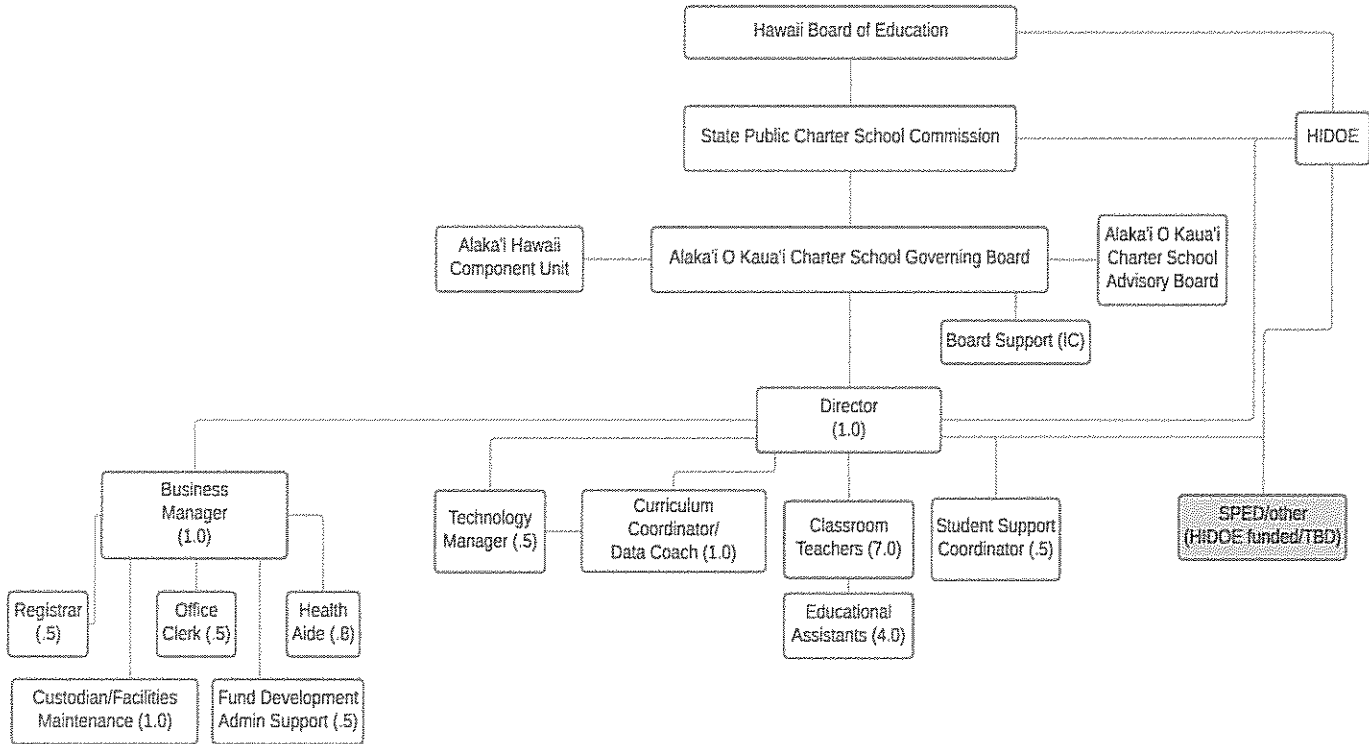 Hawaii Board of Education
State Public Charter School Commission
HIDOE
Alaka'i Hawaii
Component Unit
Alaka'i O Kaua'i Charter School Governing Board
Alaka'i O Kaua'i
Charter School
Advisory Board
Board Support (IC)
Director
(1.0)
Business
Manager
(1.0)
Technology
Manager (.5)
Curriculum
Coordinator/
Data Coach (1.0)
Classroom
Teachers (7.0)
Student Support
Coordinator (.5)
SPED/other
(HIDOE funded/TBD)
Registrar
(.5)
Office
Clerk (.5)
Health
Aide (.8)
Educational
Assistants (4.0)
Custodian/Facilities
Maintenance (1.0)
Fund Development
Admin Support (.5)